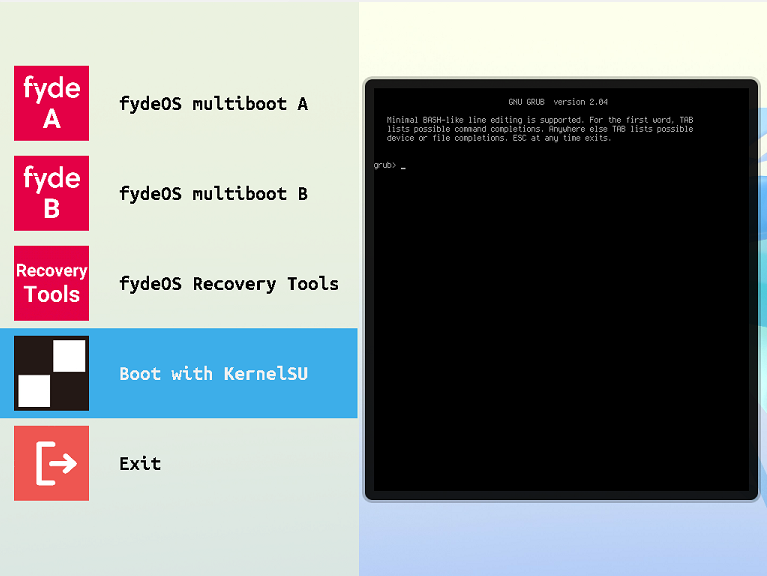 fyde
A
fydeOS multiboot A
fyde
B
fydeOS multiboot B
Recovery
Tools
fydeOS Recovery Tools
Boot with KernelSU
Exit
GNU GRUB version 2.04
Minimal BASH-like line editing is supported. For the first word, TAB
lists possible command completions. Anywhere else TAB lists possible
device or file completions. ESC at any time exits.
grub> _